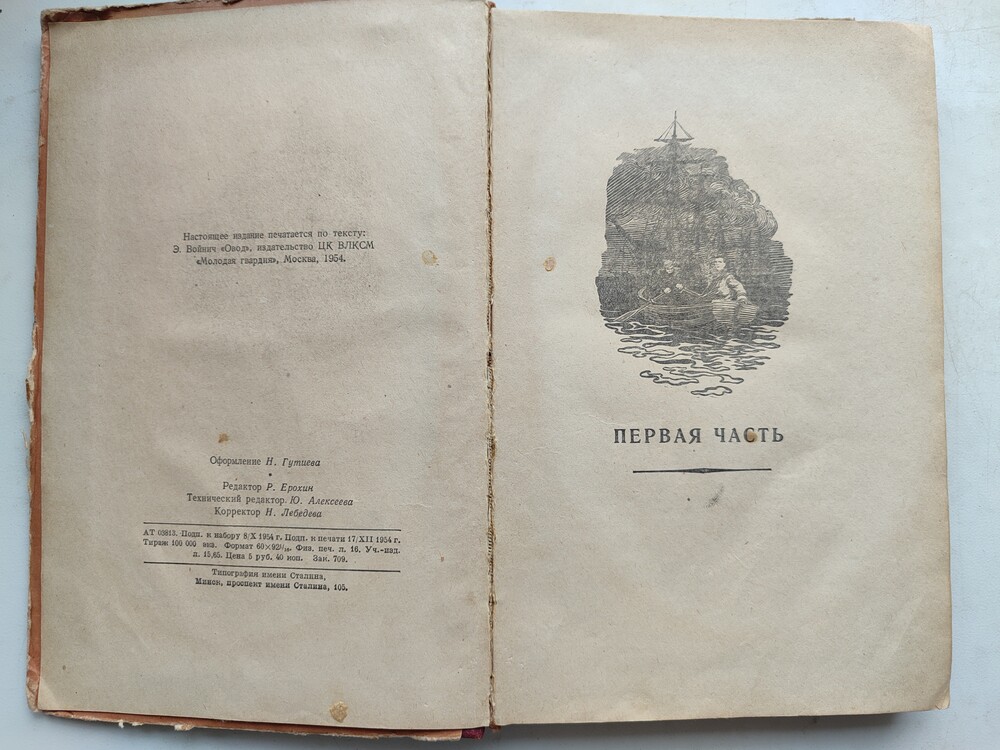 Настоящее издание печатается по тексту:
Э. Войнич «Овод», издательство ЦК ВЛКСМ
«Молодая гвардия», Москва, 1954.
Оформление Н. Гутиева
Редактор Р. Ерохин
Технический редактор Ю. Алексеева
Корректор Н. Лебедева
АТ 03813. Подп. к набору 8/X 1954 г. Подп. к печати 17/XII 1954 г.
Тираж 100 000 экз. Формат 60×92¹/₁₆. Физ. печ. л. 16. Уч.-изд.
л. 15,65. Цена 5 руб. 40 коп. Зак. 709.
Типография имени Сталина,
Минск, проспект имени Сталина, 105.
ПЕРВАЯ ЧАСТЬ